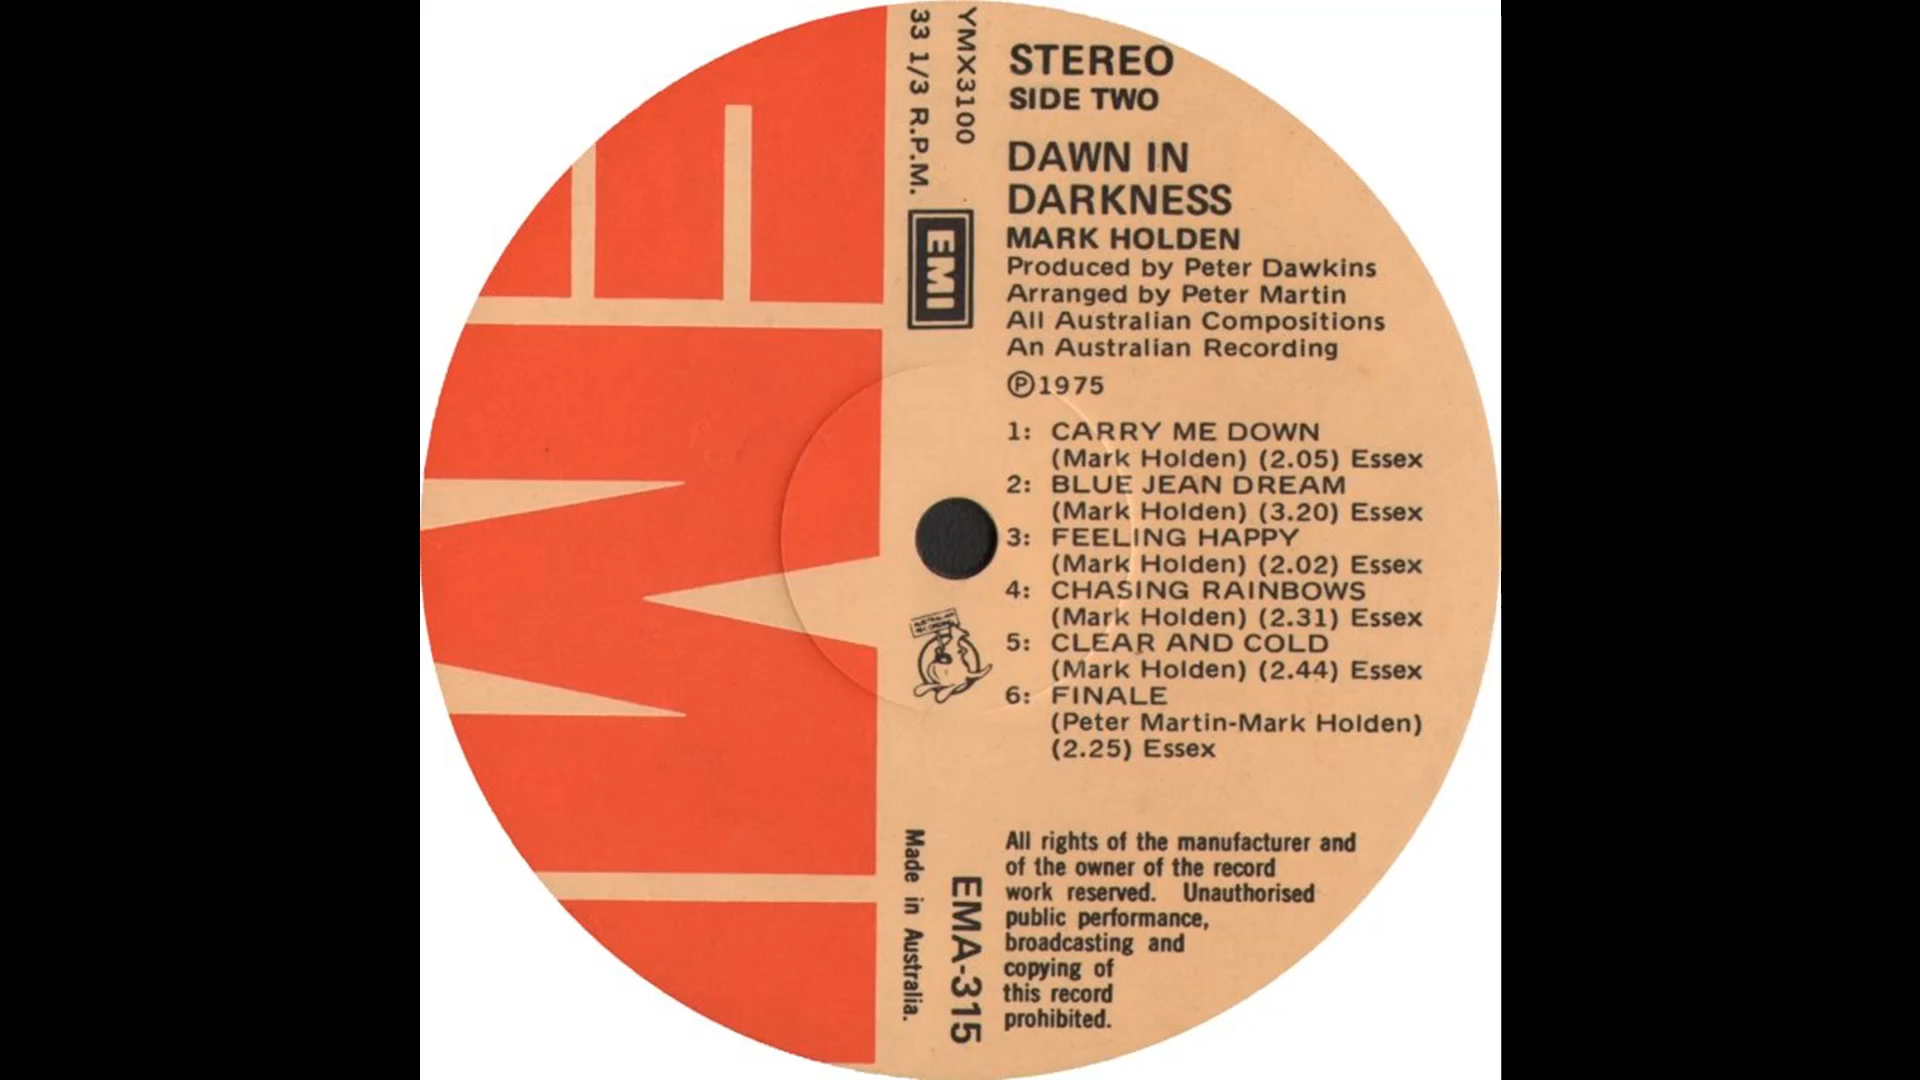 STEREO
SIDE TWO
DAWN IN
DARKNESS
MARK HOLDEN
Produced by Peter Dawkins
Arranged by Peter Martin
All Australian Compositions
An Australian Recording
Ⓟ1975
1: CARRY ME DOWN
(Mark Holden) (2.05) Essex
2: BLUE JEAN DREAM
(Mark Holden) (3.20) Essex
3: FEELING HAPPY
(Mark Holden) (2.02) Essex
4: CHASING RAINBOWS
(Mark Holden) (2.31) Essex
5: CLEAR AND COLD
(Mark Holden) (2.44) Essex
6: FINALE
(Peter Martin-Mark Holden)
(2.25) Essex
All rights of the manufacturer and
of the owner of the record
work reserved. Unauthorised
public performance,
broadcasting and
copying of
this record
prohibited.
YMX3100
33 1/3 R.P.M.
EMI
AUSTRALIAN
RECORDING
EMA-315
Made in Australia.